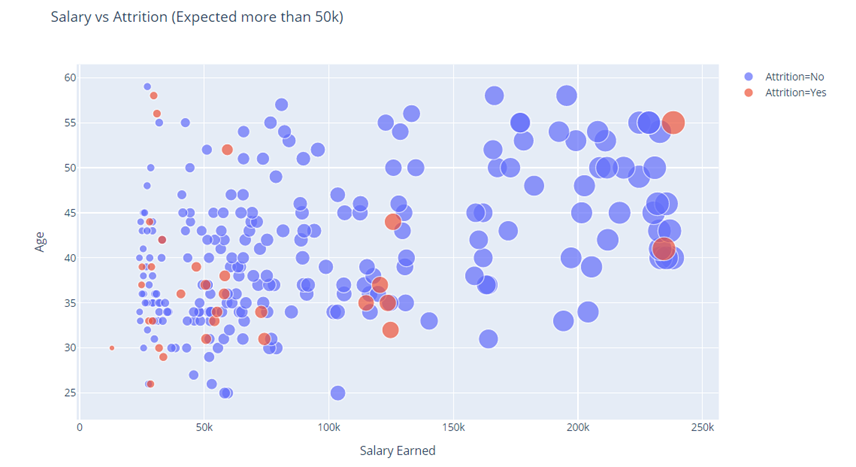 Salary vs Attrition (Expected more than 50k)
Attrition=No
Attrition=Yes
60
55
50
45
40
35
30
25
Age
0
50k
100k
150k
200k
250k
Salary Earned